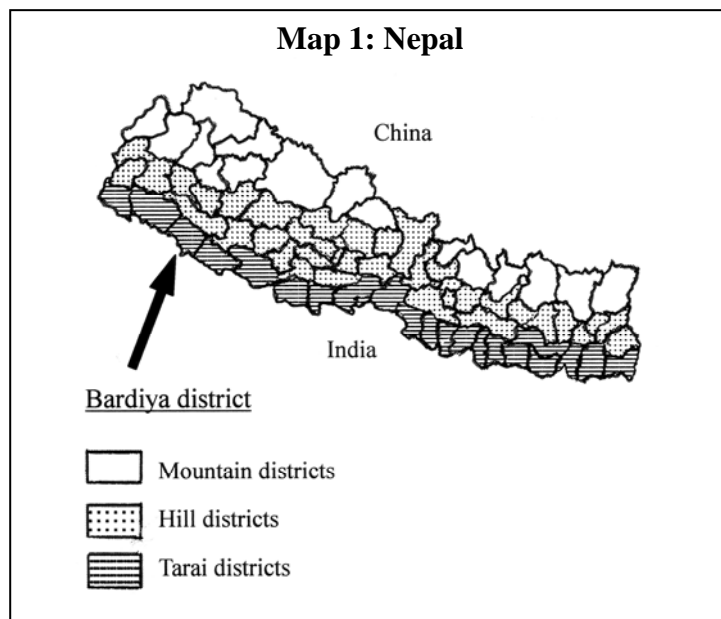 Map 1: Nepal
China
India
Bardiya district
Mountain districts
Hill districts
Tarai districts